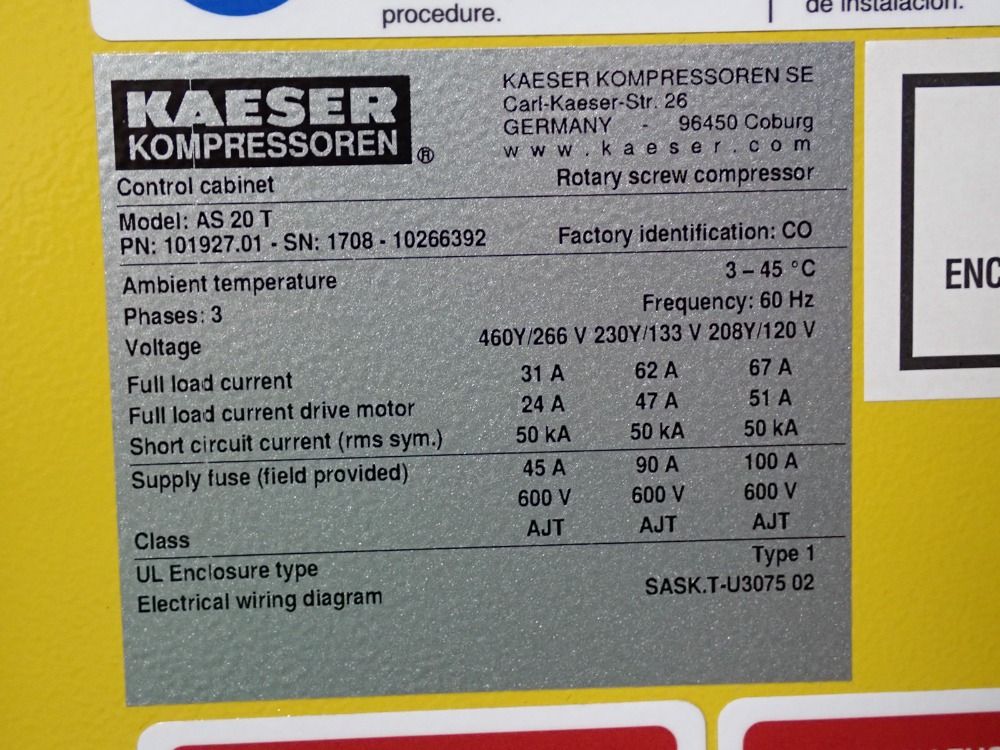 procedure.
de instalación.
KAESER
KOMPRESSOREN
®
KAESER KOMPRESSOREN SE
Carl-Kaeser-Str. 26
GERMANY - 96450 Coburg
www.kaeser.com
Control cabinet Rotary screw compressor
Model: AS 20 T
PN: 101927.01 - SN: 1708 - 10266392 Factory identification: CO
Ambient temperature 3 – 45 °C
Phases: 3 Frequency: 60 Hz
Voltage 460Y/266 V 230Y/133 V 208Y/120 V
Full load current 31 A 62 A 67 A
Full load current drive motor 24 A 47 A 51 A
Short circuit current (rms sym.) 50 kA 50 kA 50 kA
Supply fuse (field provided) 45 A 90 A 100 A
600 V 600 V 600 V
Class AJT AJT AJT
UL Enclosure type Type 1
Electrical wiring diagram SASK.T-U3075 02
ENC